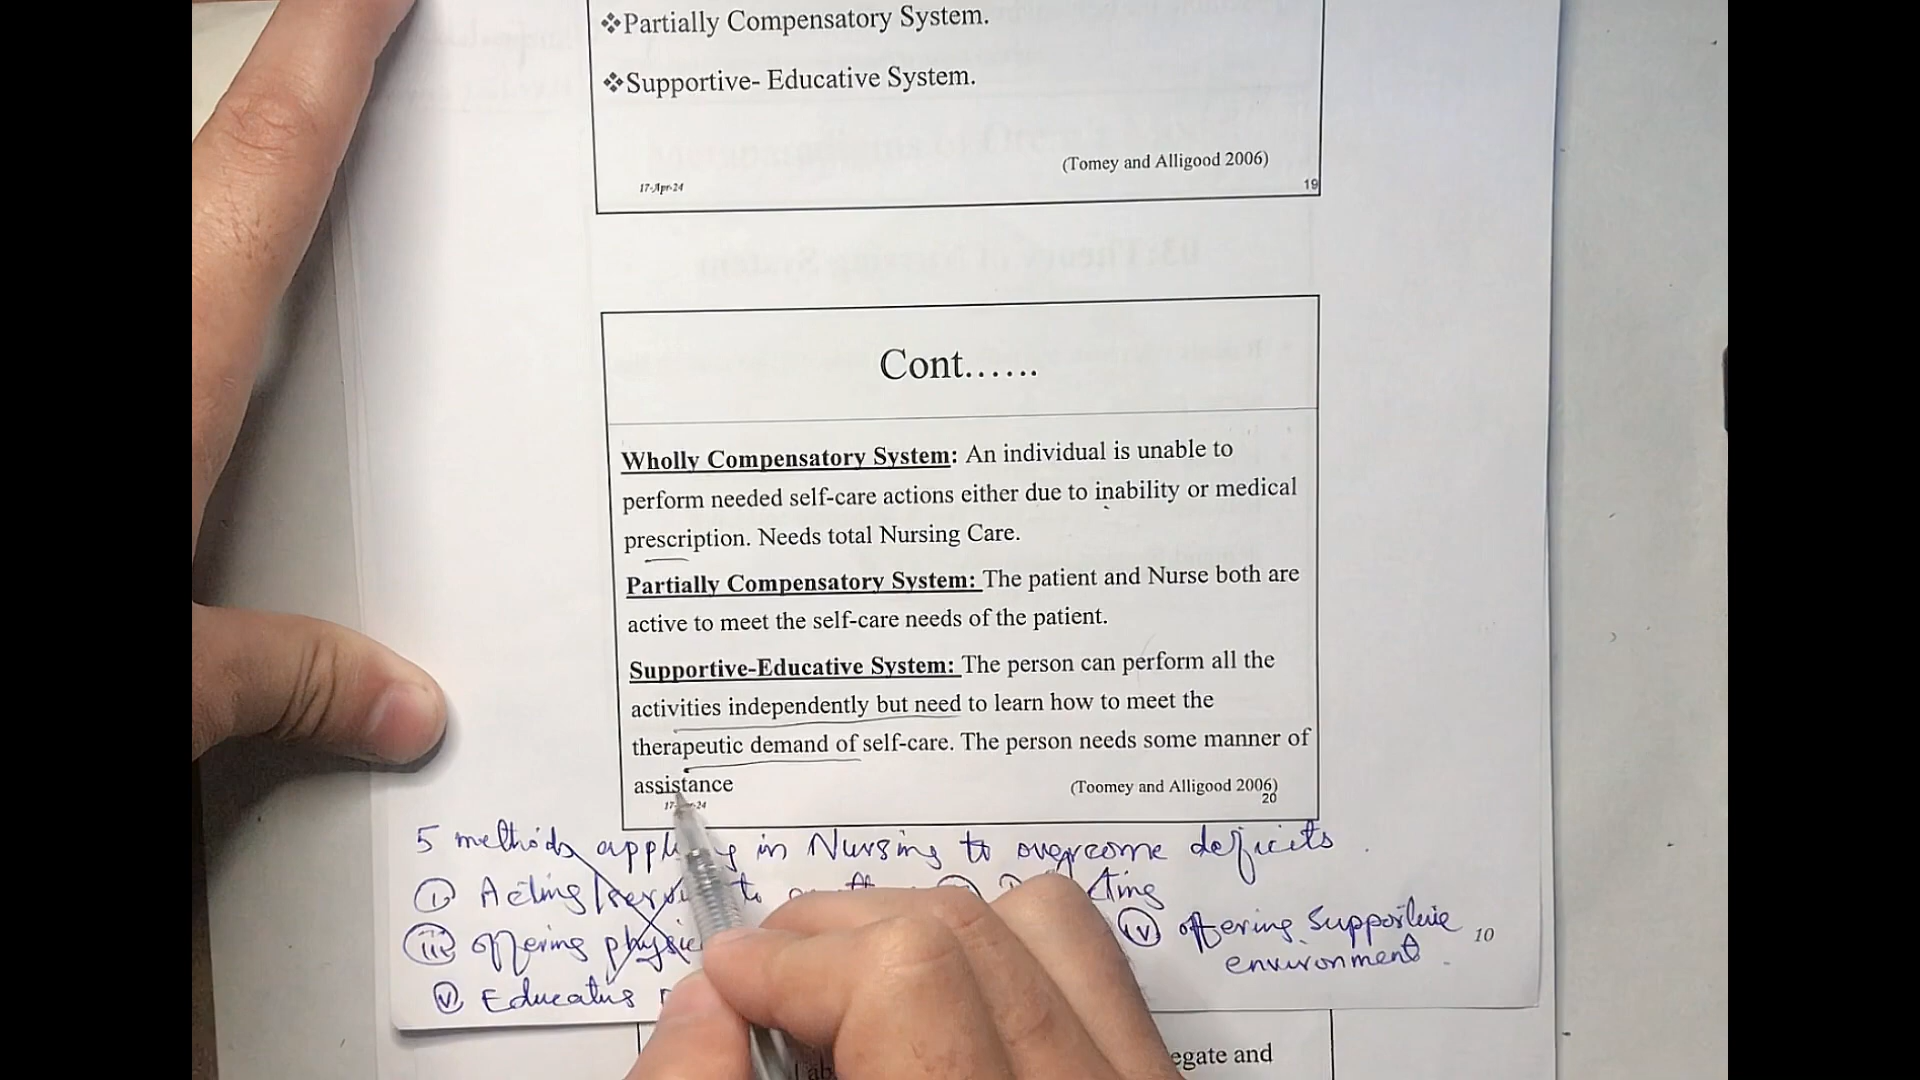 ❖Partially Compensatory System.
❖Supportive- Educative System.
(Tomey and Alligood 2006)
17-Apr-24
19
Cont......
Wholly Compensatory System: An individual is unable to
perform needed self-care actions either due to inability or medical
prescription. Needs total Nursing Care.
Partially Compensatory System: The patient and Nurse both are
active to meet the self-care needs of the patient.
Supportive-Educative System: The person can perform all the
activities independently but need to learn how to meet the
therapeutic demand of self-care. The person needs some manner of
assistance
(Toomey and Alligood 2006)
20
5 methods in Nursing to overcome deficits.
(i) Acting
(iii) offering
(iv) offering supportive
environment
(v)
10
egate and